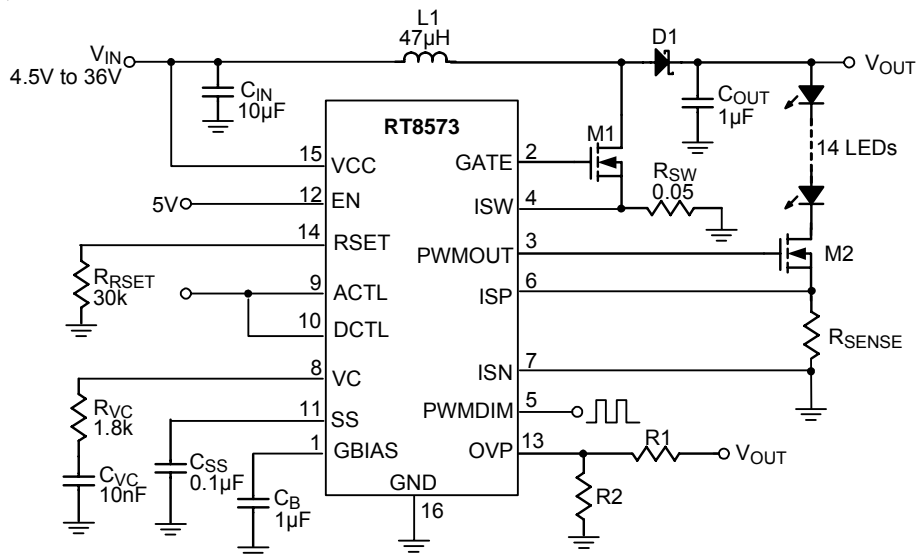 L1
47µH
D1
VIN
4.5V to 36V
VOUT
CIN
10µF
COUT
1µF
RT8573
M1
14 LEDs
15
VCC
GATE
2
RSW
0.05
12
EN
5V
ISW
4
14
RSET
PWMOUT
3
M2
RRSET
30k
9
ACTL
ISP
6
10
DCTL
RSENSE
8
VC
ISN
7
RVC
1.8k
11
SS
PWMDIM
5
1
GBIAS
OVP
13
R1
VOUT
CVC
10nF
CSS
0.1µF
CB
1µF
GND
16
R2